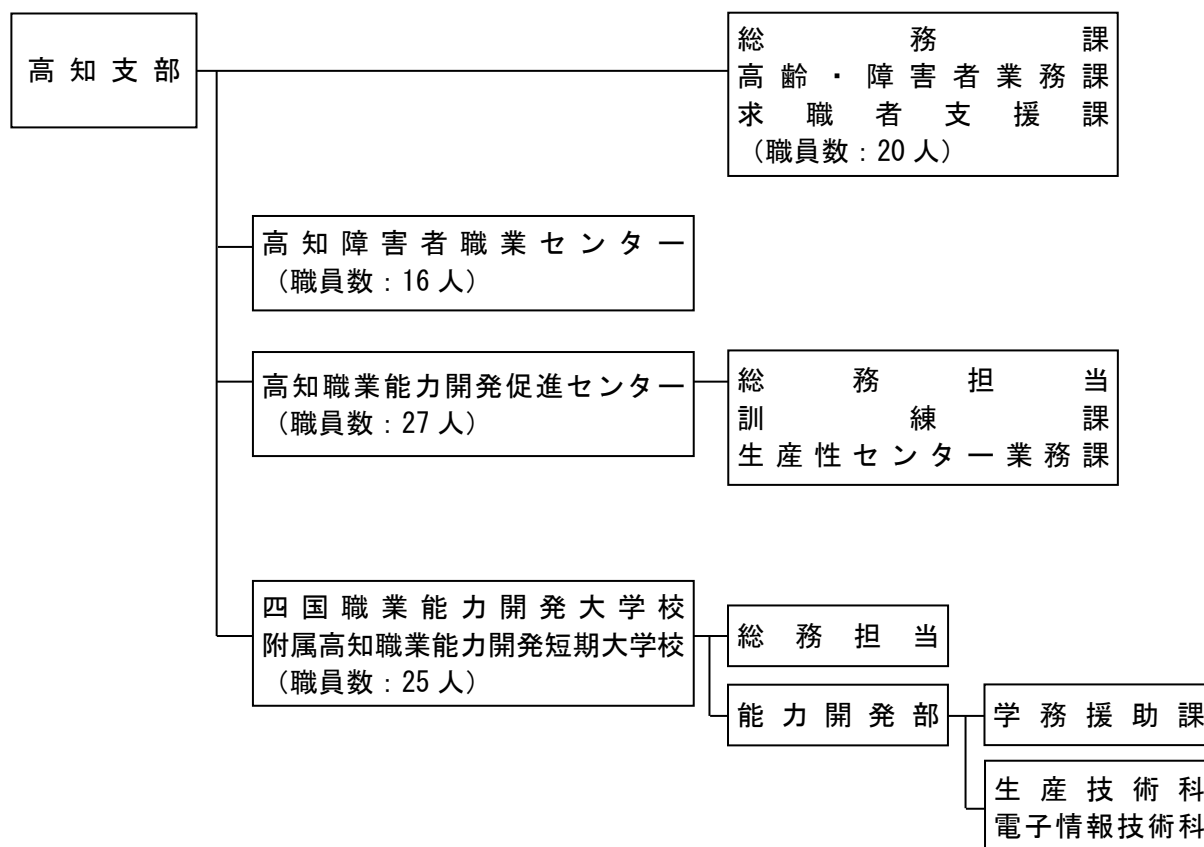 高知支部
総務課
高齢・障害者業務課
求職者支援課
（職員数：20人）
高知障害者職業センター
（職員数：16人）
高知職業能力開発促進センター
（職員数：27人）
総務担当
訓練課
生産性センター業務課
四国職業能力開発大学校
附属高知職業能力開発短期大学校
（職員数：25人）
総務担当
能力開発部
学務援助課
生産技術科
電子情報技術科